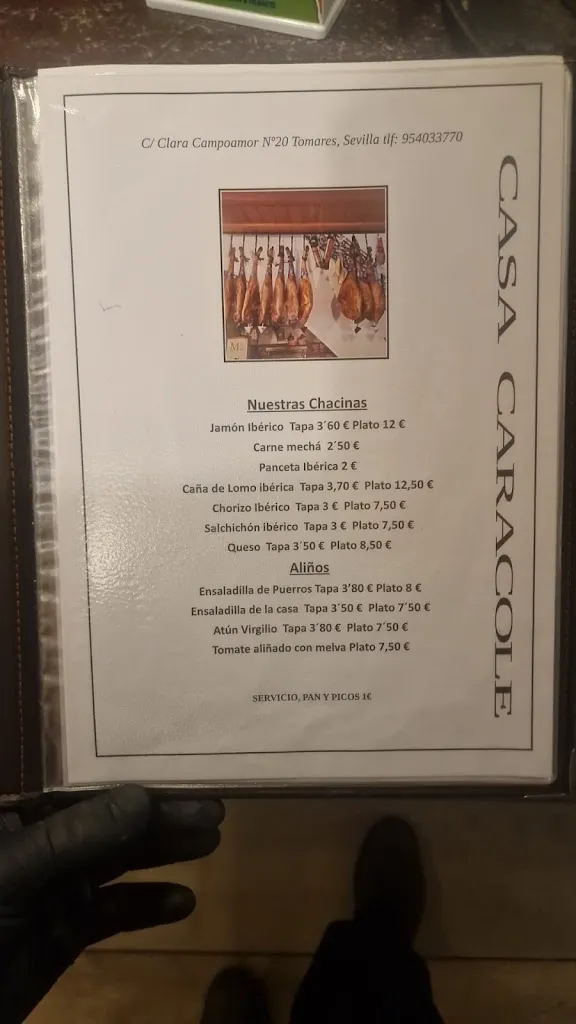 C/ Clara Campoamor Nº20 Tomares, Sevilla tlf: 954033770
CASA CARACOLE
Nuestras Chacinas
Jamón Ibérico Tapa 3´60 € Plato 12 €
Carne mechá 2´50 €
Panceta Ibérica 2 €
Caña de Lomo ibérica Tapa 3,70 € Plato 12,50 €
Chorizo Ibérico Tapa 3 € Plato 7,50 €
Salchichón ibérico Tapa 3 € Plato 7,50 €
Queso Tapa 3´50 € Plato 8,50 €
Aliños
Ensaladilla de Puerros Tapa 3’80 € Plato 8 €
Ensaladilla de la casa Tapa 3´50 € Plato 7´50 €
Atún Virgilio Tapa 3´80 € Plato 7´50 €
Tomate aliñado con melva Plato 7,50 €
SERVICIO, PAN Y PICOS 1€